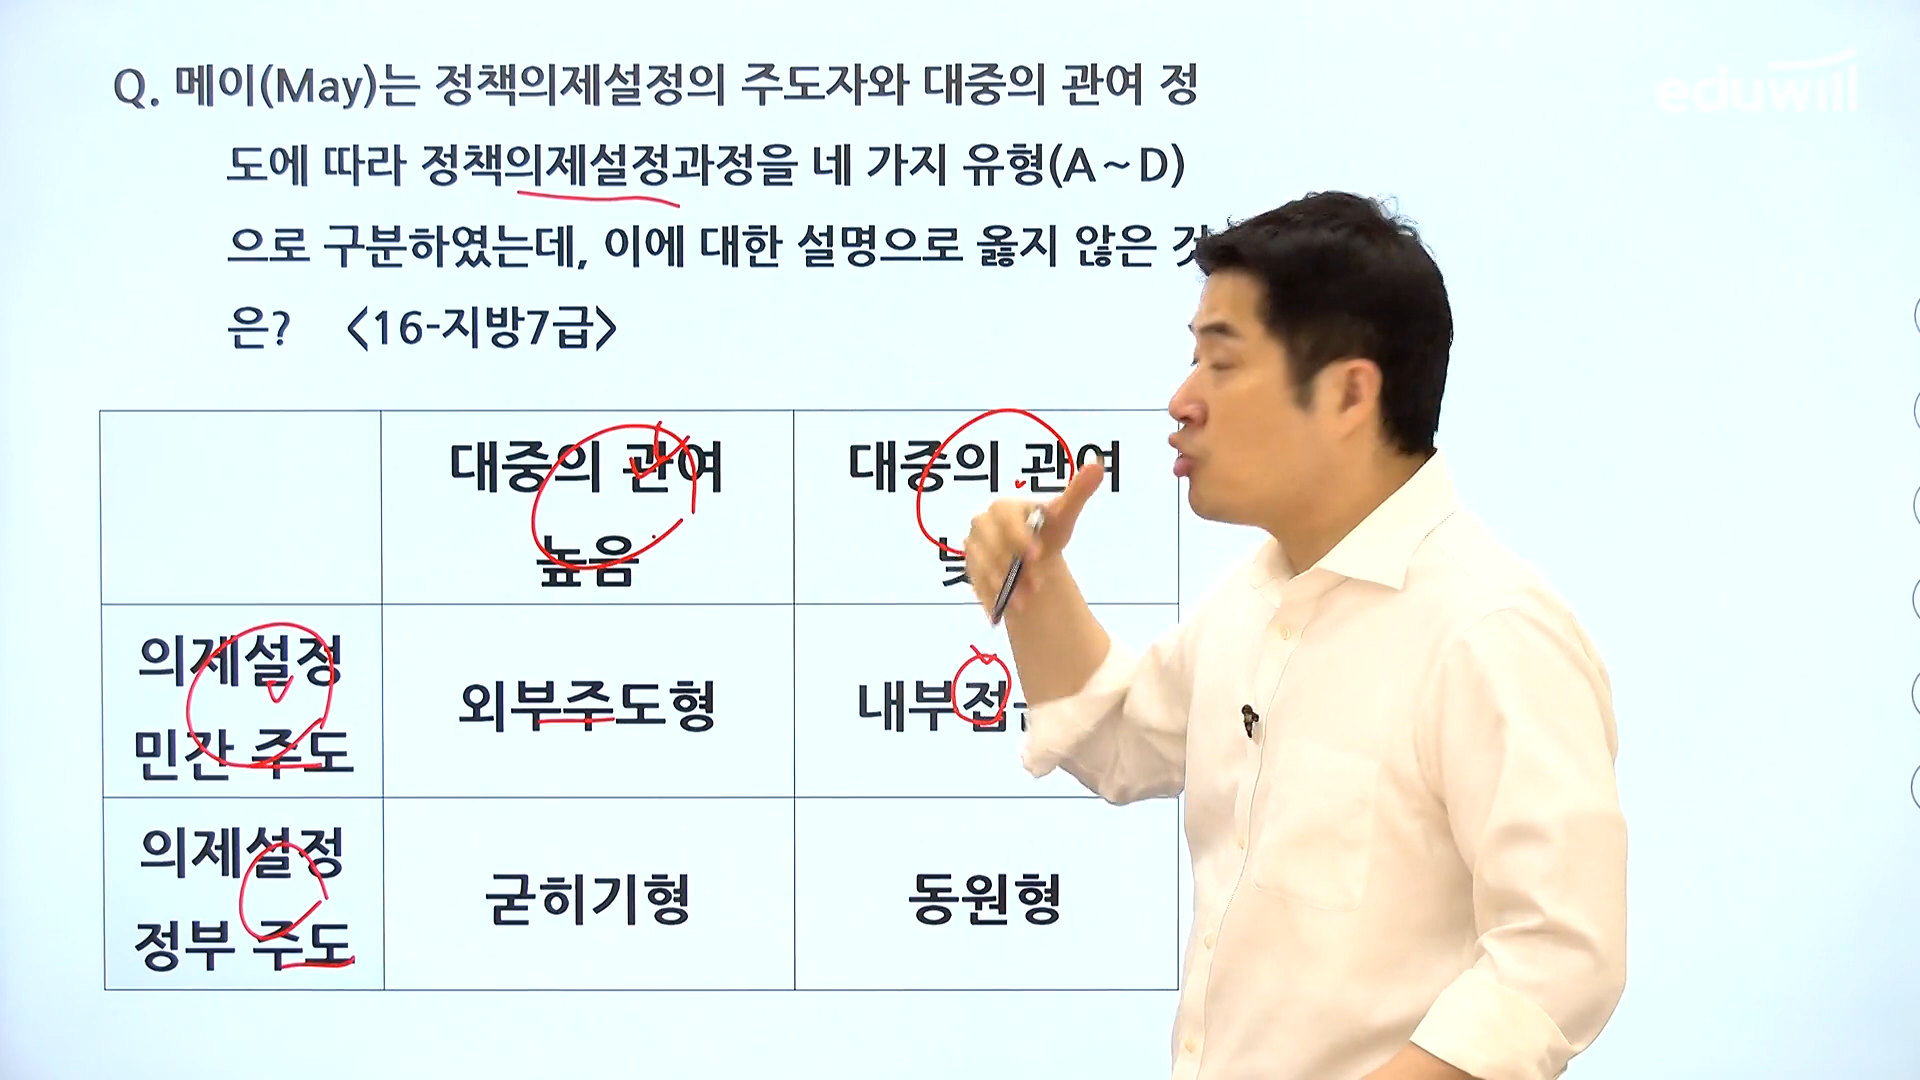 eduwill
Q. 메이(May)는 정책의제설정의 주도자와 대중의 관여 정
도에 따라 정책의제설정과정을 네 가지 유형(A~D)
으로 구분하였는데, 이에 대한 설명으로 옳지 않은
은? <16-지방7급>
대중의 관여
높음
대중의 관여
의제설정
민간 주도
외부주도형
내부접
의제설정
정부 주도
굳히기형
동원형